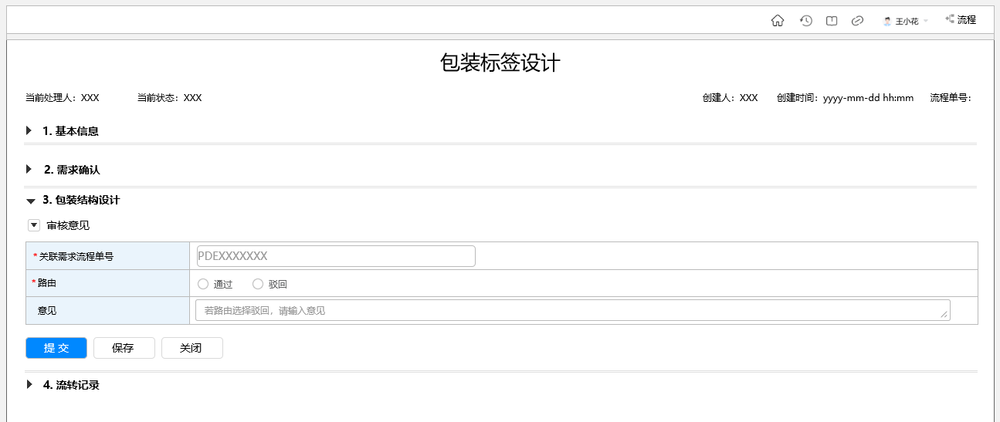 王小花 流程
包装标签设计
当前处理人：XXX 当前状态：XXX 创建人：XXX 创建时间：yyyy-mm-dd hh:mm 流程单号：
1. 基本信息
2. 需求确认
3. 包装结构设计
审核意见
*关联需求流程单号 PDEXXXXXXX
*路由 通过 驳回
意见 若路由选择驳回，请输入意见
提 交 保存 关闭
4. 流转记录